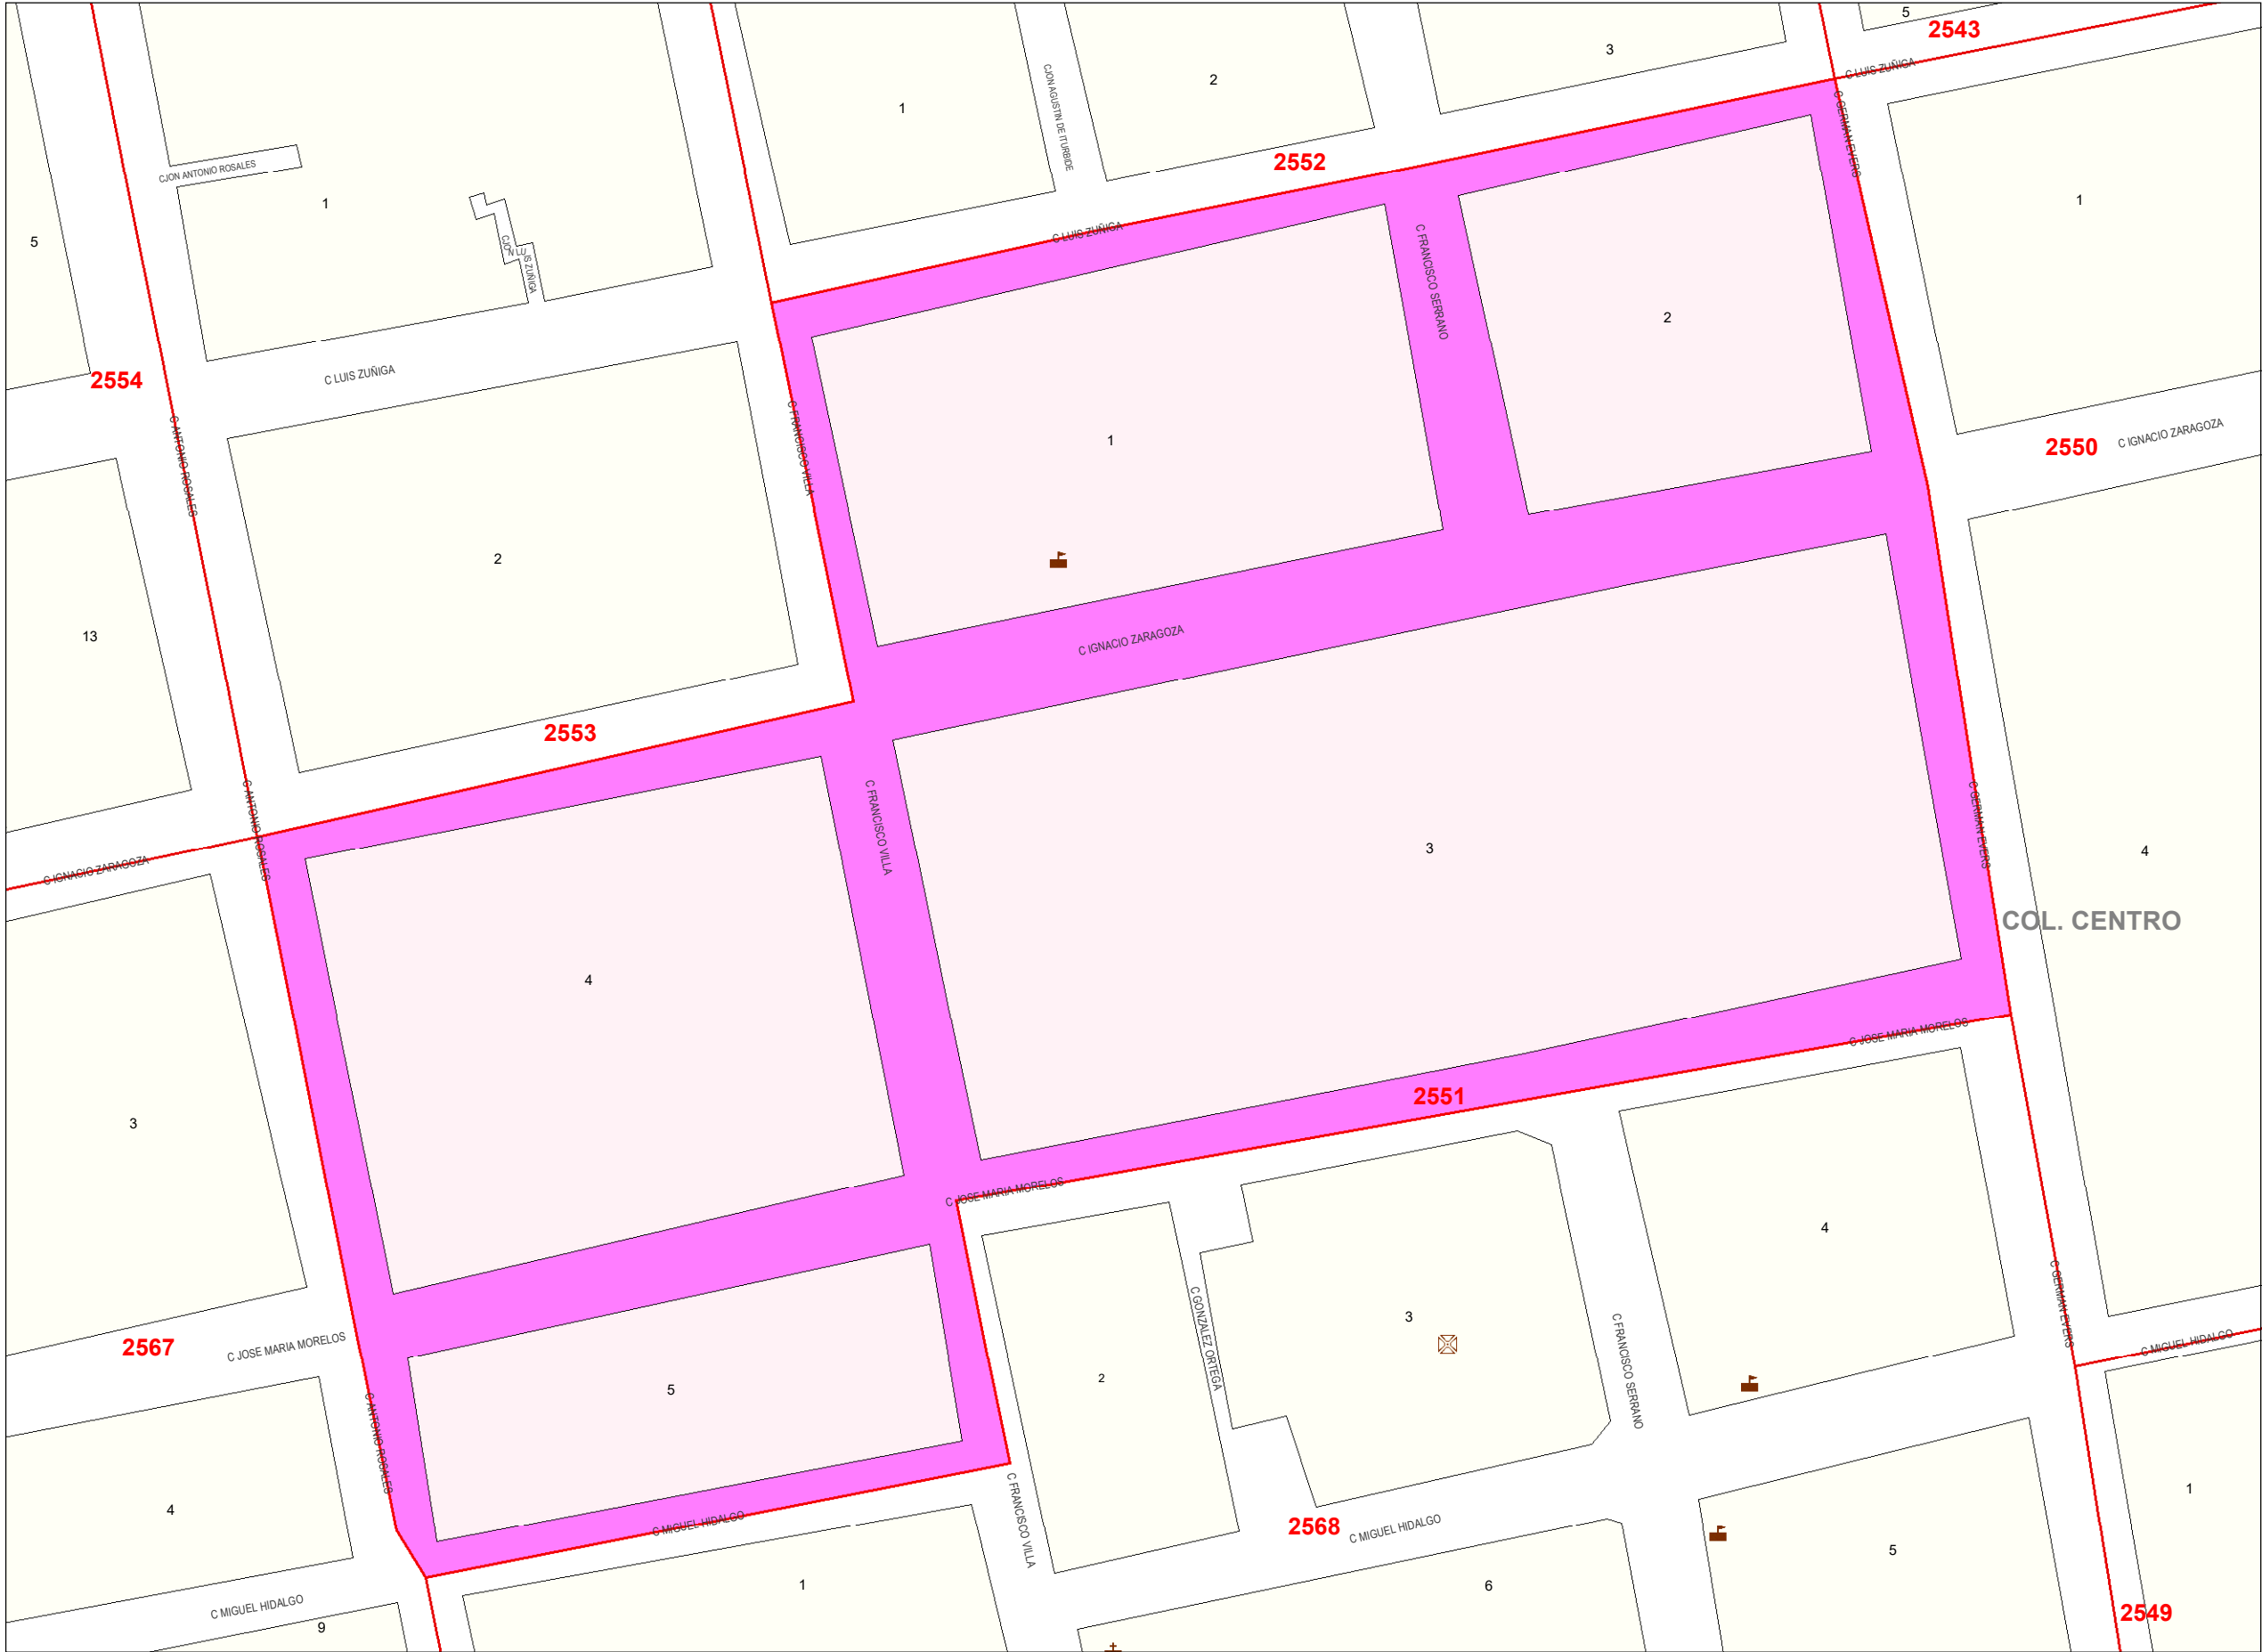 5
2543
3
C LUIS ZUÑIGA
2
CJON AGUSTIN DE ITURBIDE
1
C GERMAN EVERS
2552
CJON ANTONIO ROSALES
1
1
C LUIS ZUÑIGA
5
CJON LUIS ZUÑIGA
C FRANCISCO SERRANO
2
2554
C LUIS ZUÑIGA
C ANTONIO ROSALES
C FRANCISCO VILLA
1
2550
C IGNACIO ZARAGOZA
2
13
C IGNACIO ZARAGOZA
2553
C ANTONIO ROSALES
C FRANCISCO VILLA
C GERMAN EVERS
3
4
C IGNACIO ZARAGOZA
COL. CENTRO
4
C JOSE MARIA MORELOS
2551
3
C JOSE MARIA MORELOS
4
C GERMAN EVERS
C GONZALEZ ORTEGA
3
C FRANCISCO SERRANO
2567
C JOSE MARIA MORELOS
C MIGUEL HIDALGO
2
5
C ANTONIO ROSALES
4
1
C MIGUEL HIDALGO
C FRANCISCO VILLA
2568
C MIGUEL HIDALGO
5
1
6
C MIGUEL HIDALGO
2549
9